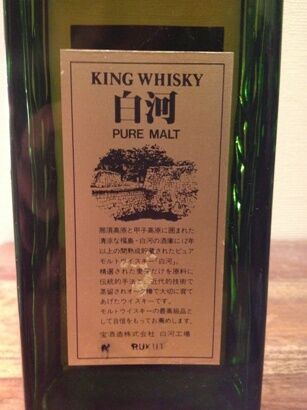 KING WHISKY
白河
PURE MALT
那須高原と甲子高原に囲まれた
清涼な福島・白河の酒庫に12年
以上の間熟成貯蔵されたピュア
モルトウイスキー「白河」。
精選された麦芽だけを原料に
伝統的手法と近代的技術で
蒸留されオーク樽で大切に育て
あげたウイスキーです。
モルトウイスキーの最高級品と
して自信をもってお薦めします。
宝酒造株式会社 白河工場
RUKUI